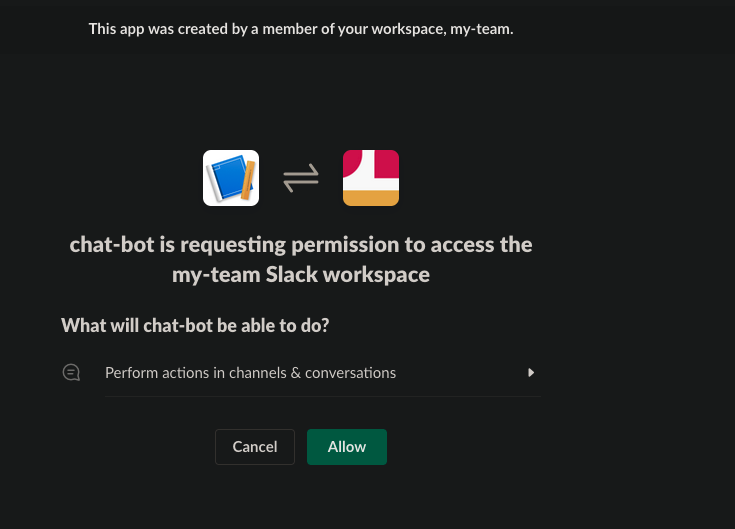 This app was created by a member of your workspace, my-team.
chat-bot is requesting permission to access the
my-team Slack workspace
What will chat-bot be able to do?
Perform actions in channels & conversations
Cancel
Allow